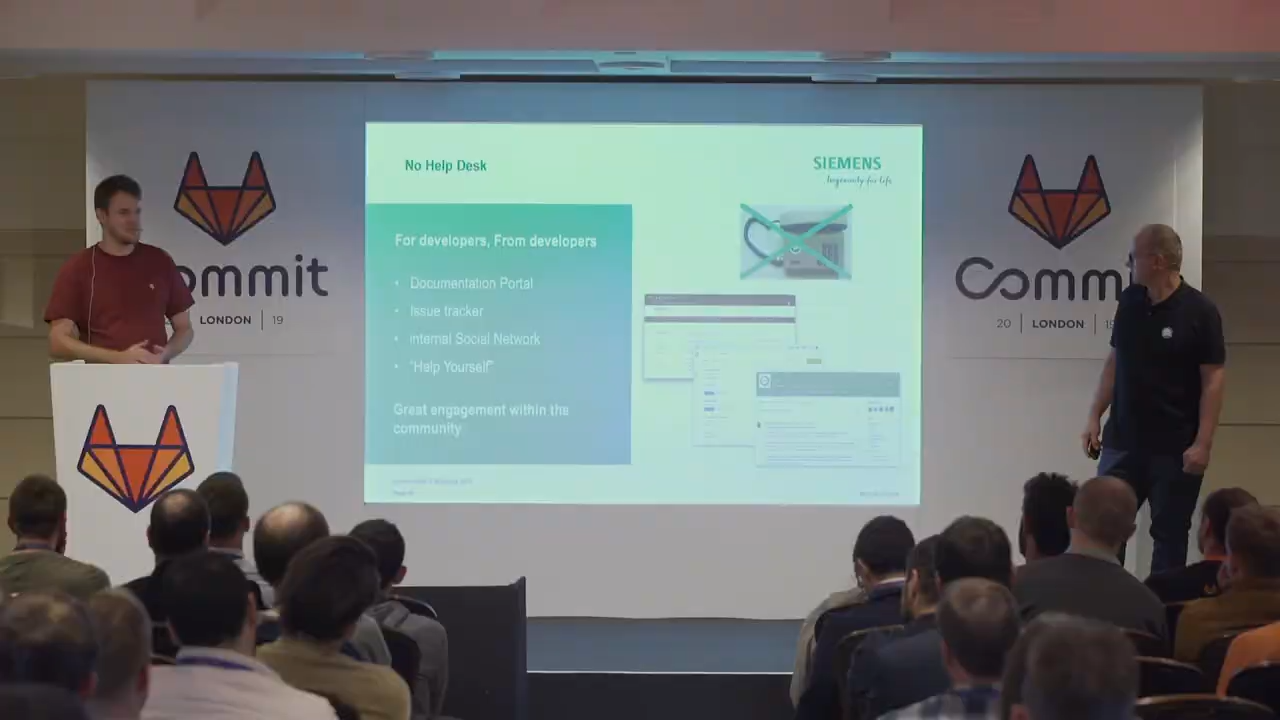 No Help Desk
SIEMENS
Ingenuity for life
For developers, From developers
• Documentation Portal
• Issue tracker
• internal Social Network
• "Help Yourself"
Great engagement within the
community
ommit
LONDON | 19
Comm
20 | LONDON |